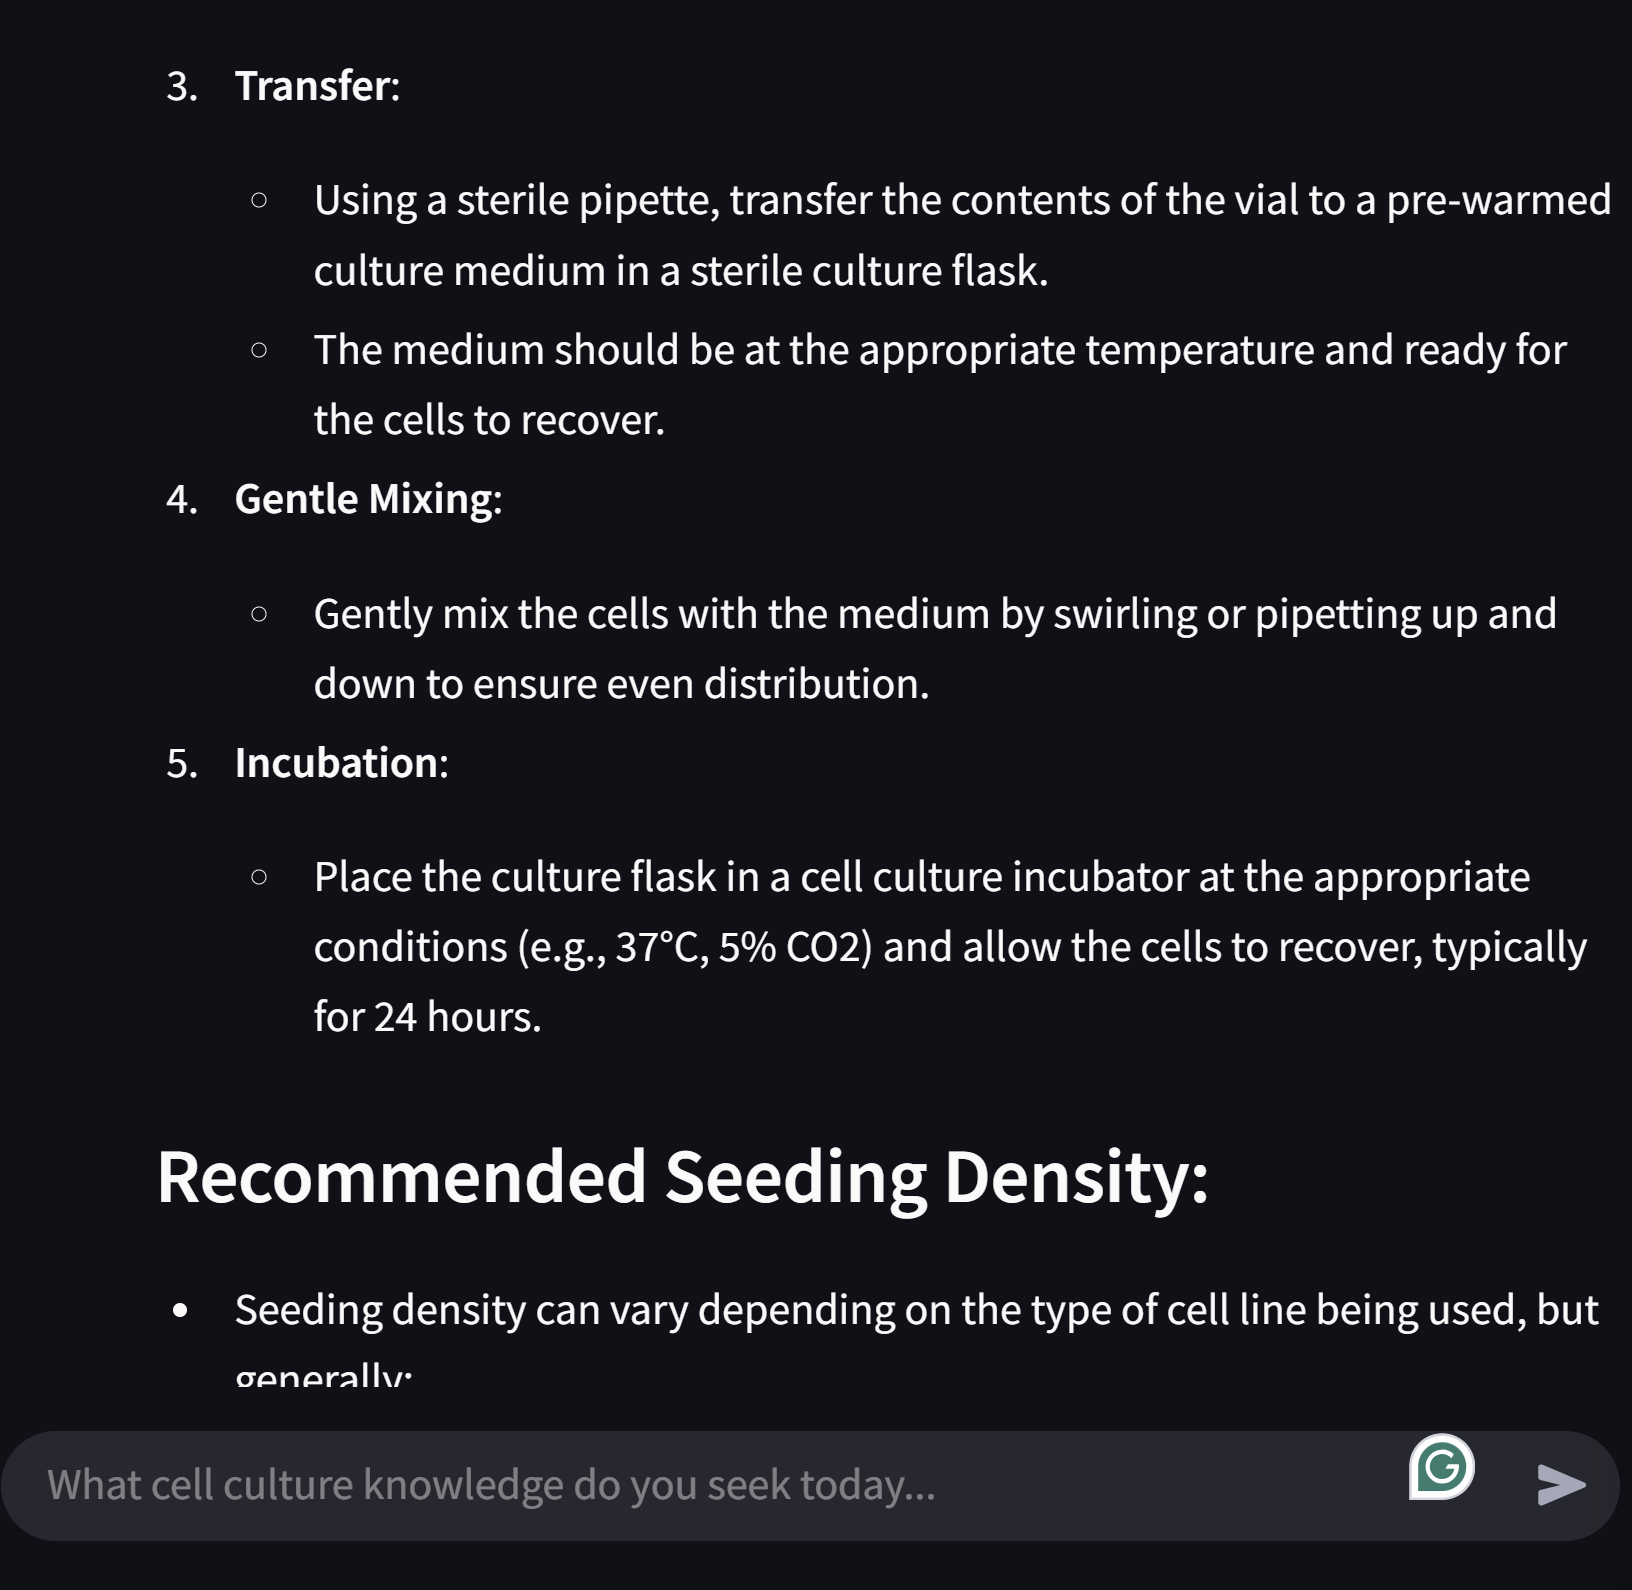 3. Transfer:
○ Using a sterile pipette, transfer the contents of the vial to a pre-warmed
culture medium in a sterile culture flask.
○ The medium should be at the appropriate temperature and ready for
the cells to recover.
4. Gentle Mixing:
○ Gently mix the cells with the medium by swirling or pipetting up and
down to ensure even distribution.
5. Incubation:
○ Place the culture flask in a cell culture incubator at the appropriate
conditions (e.g., 37°C, 5% CO2) and allow the cells to recover, typically
for 24 hours.
Recommended Seeding Density:
• Seeding density can vary depending on the type of cell line being used, but
generally:
What cell culture knowledge do you seek today...